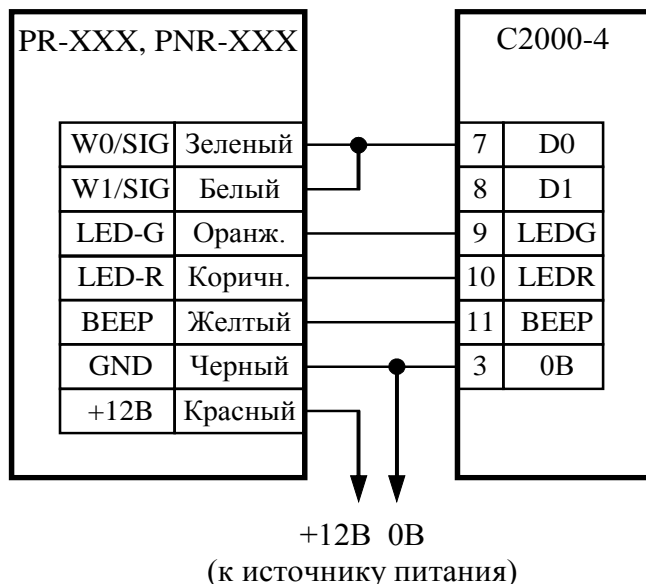 PR-XXX, PNR-XXX C2000-4
W0/SIG Зеленый 7 D0
W1/SIG Белый 8 D1
LED-G Оранж. 9 LEDG
LED-R Коричн. 10 LEDR
BEEP Желтый 11 BEEP
GND Черный 3 0В
+12В Красный
+12В 0В
(к источнику питания)